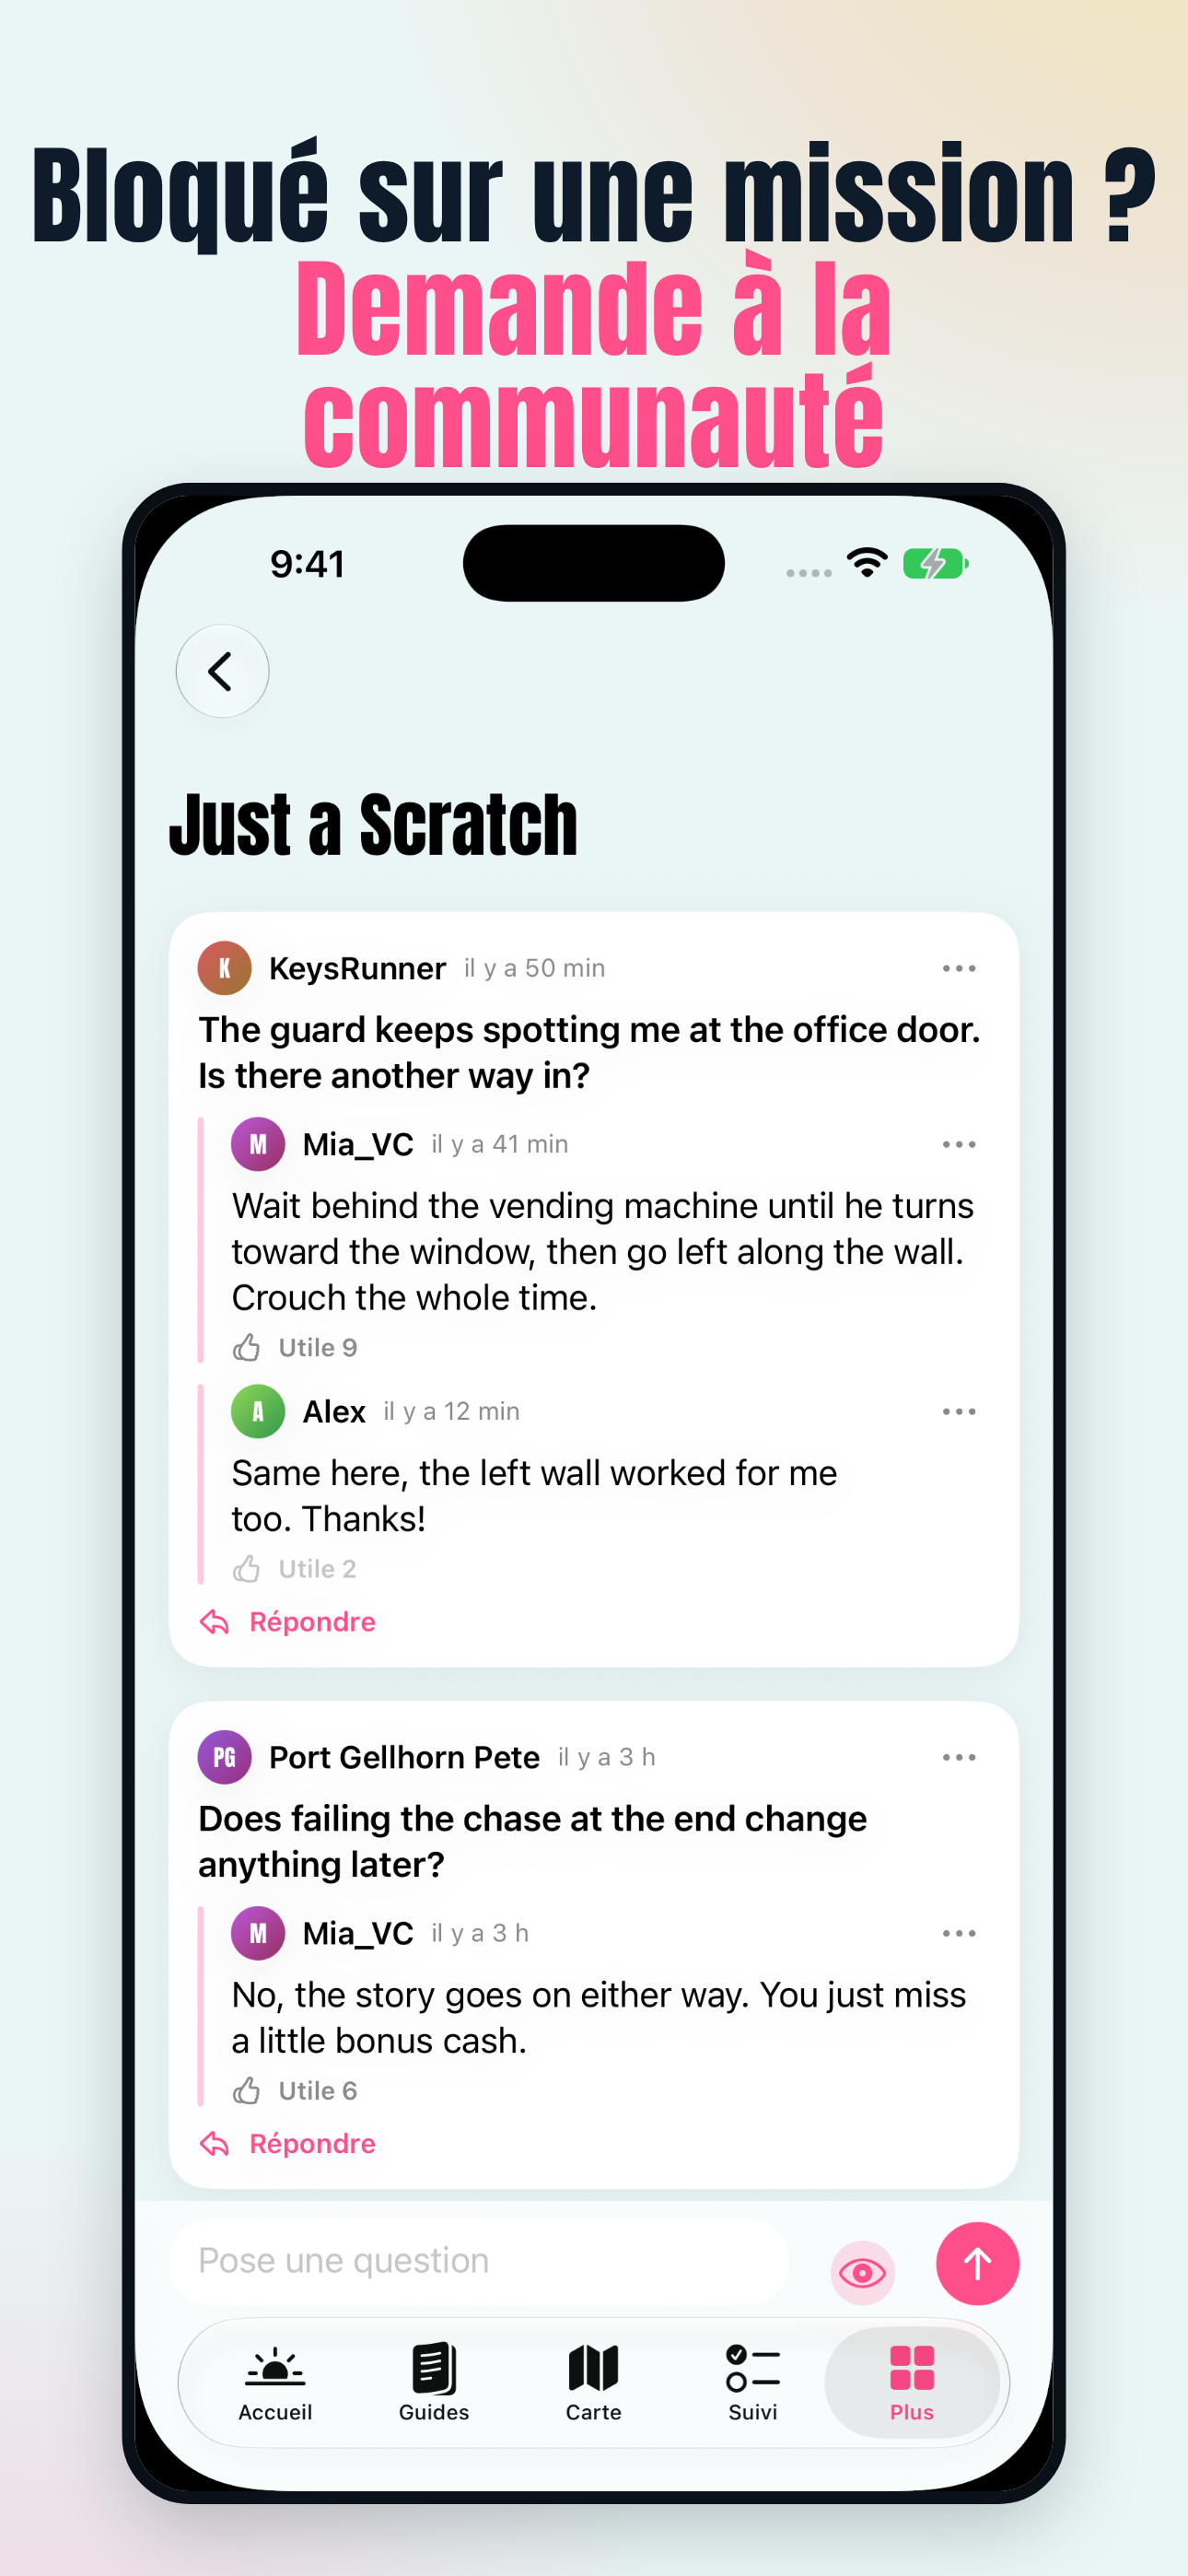 Bloqué sur une mission ?
Demande à la
communauté
9:41
Just a Scratch
K KeysRunner il y a 50 min
The guard keeps spotting me at the office door.
Is there another way in?
M Mia_VC il y a 41 min
Wait behind the vending machine until he turns
toward the window, then go left along the wall.
Crouch the whole time.
Utile 9
A Alex il y a 12 min
Same here, the left wall worked for me
too. Thanks!
Utile 2
Répondre
PG Port Gellhorn Pete il y a 3 h
Does failing the chase at the end change
anything later?
M Mia_VC il y a 3 h
No, the story goes on either way. You just miss
a little bonus cash.
Utile 6
Répondre
Pose une question
Accueil Guides Carte Suivi Plus